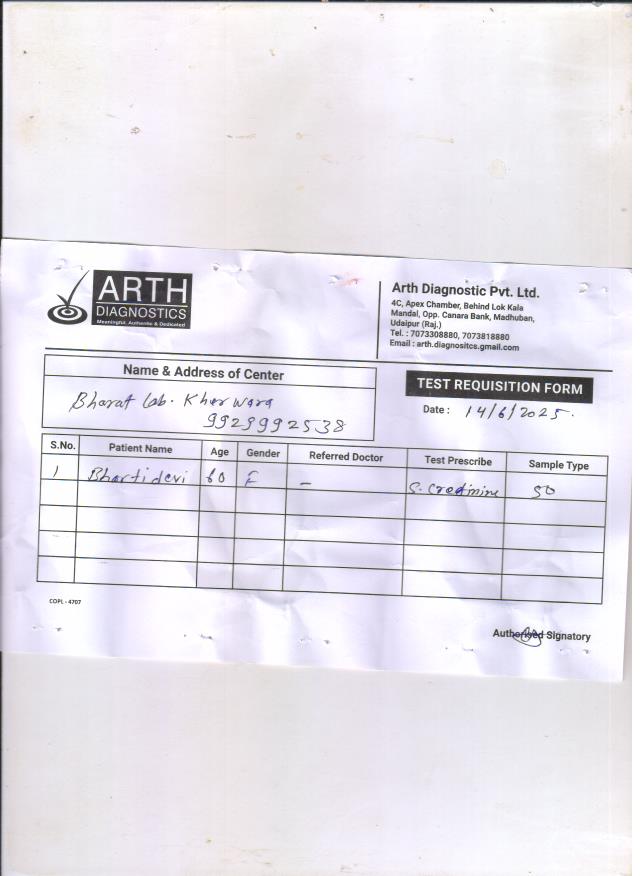 ARTH
DIAGNOSTICS
Meaningful, Authentic & Dedicated
Arth Diagnostic Pvt. Ltd.
4C, Apex Chamber, Behind Lok Kala
Mandal, Opp. Canara Bank, Madhuban,
Udaipur (Raj.)
Tel. : 7073308880, 7073818880
Email : arth.diagnositcs.gmail.com
Name & Address of Center
Bharat Lab. Kherwara
9929992538
TEST REQUISITION FORM
Date : 14/6/2025.
S.No. Patient Name Age Gender Referred Doctor Test Prescribe Sample Type
1 Bharti devi 60 F - S. Creatinine
COPL - 4707
Authorised Signatory